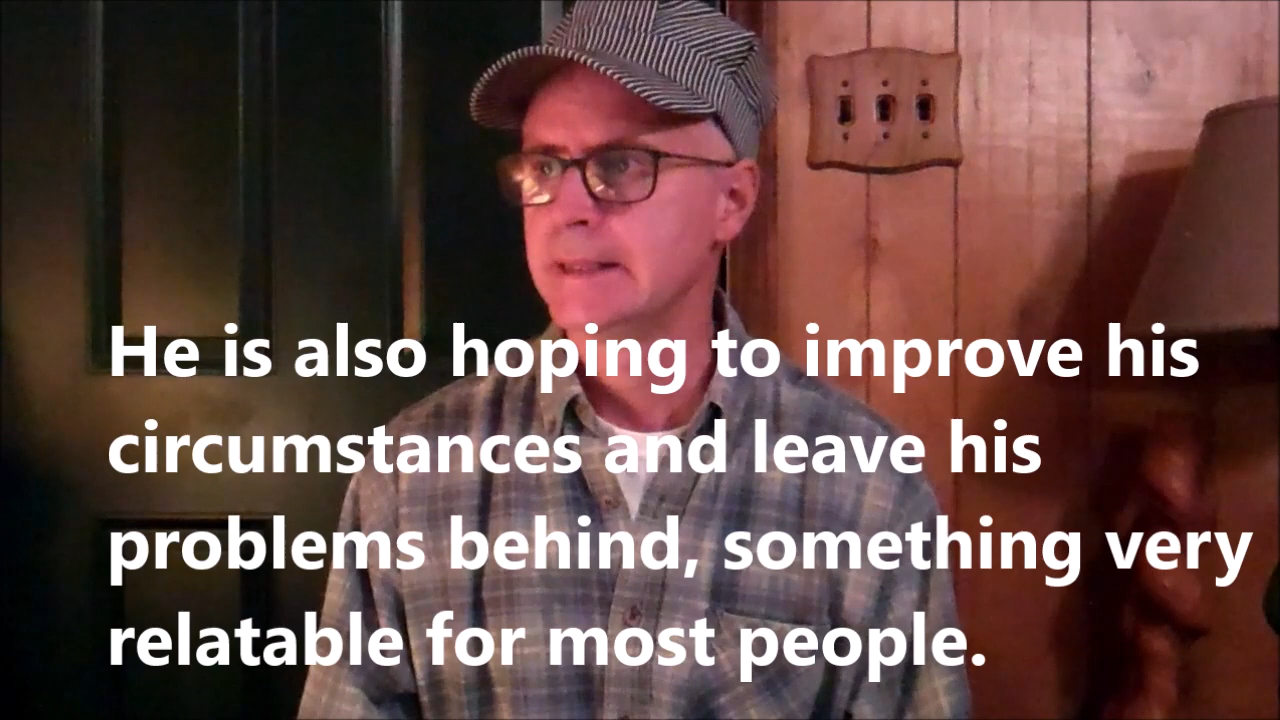 He is also hoping to improve his
circumstances and leave his
problems behind, something very
relatable for most people.